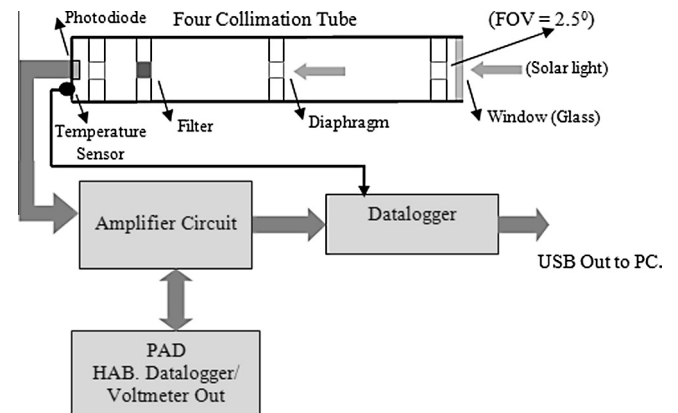 Photodiode
Four Collimation Tube
(FOV = 2.5⁰)
(Solar light)
Window (Glass)
Diaphragm
Filter
Temperature
Sensor
Amplifier Circuit
Datalogger
USB Out to PC.
PAD
HAB. Datalogger/
Voltmeter Out